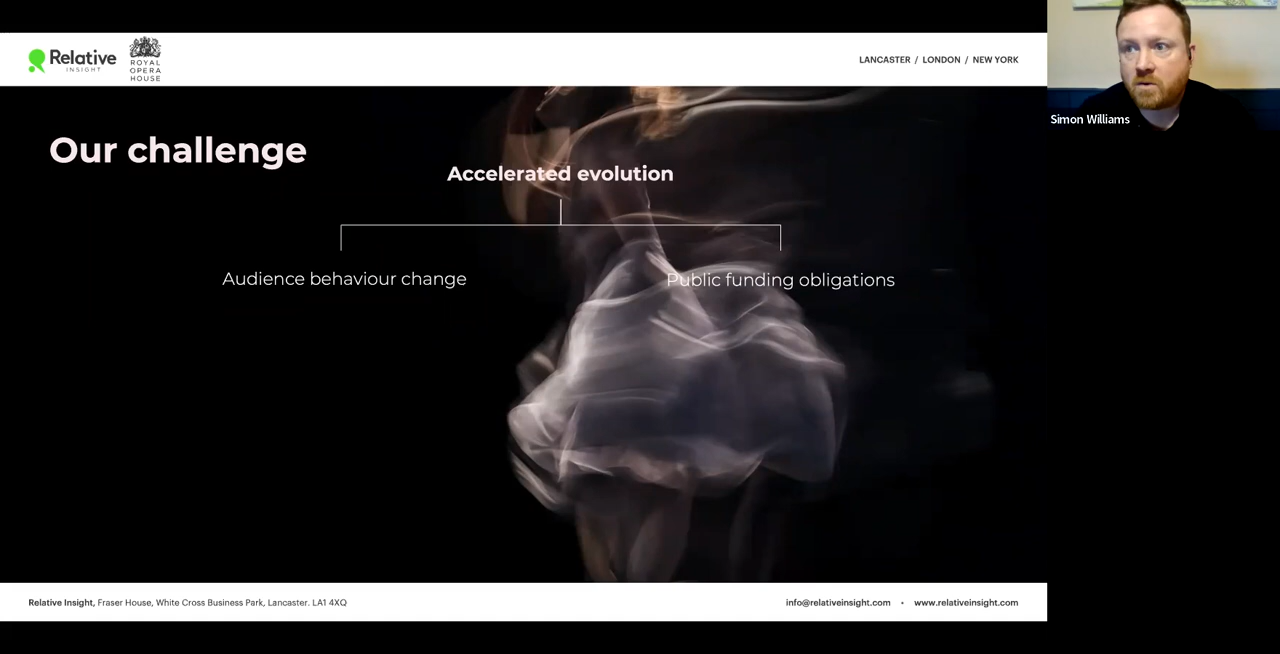 Relative
INSIGHT
ROYAL
OPERA
HOUSE
LANCASTER / LONDON / NEW YORK
Simon Williams
Our challenge
Accelerated evolution
Audience behaviour change
Public funding obligations
Relative Insight, Fraser House, White Cross Business Park, Lancaster. LA1 4XQ
info@relativeinsight.com • www.relativeinsight.com